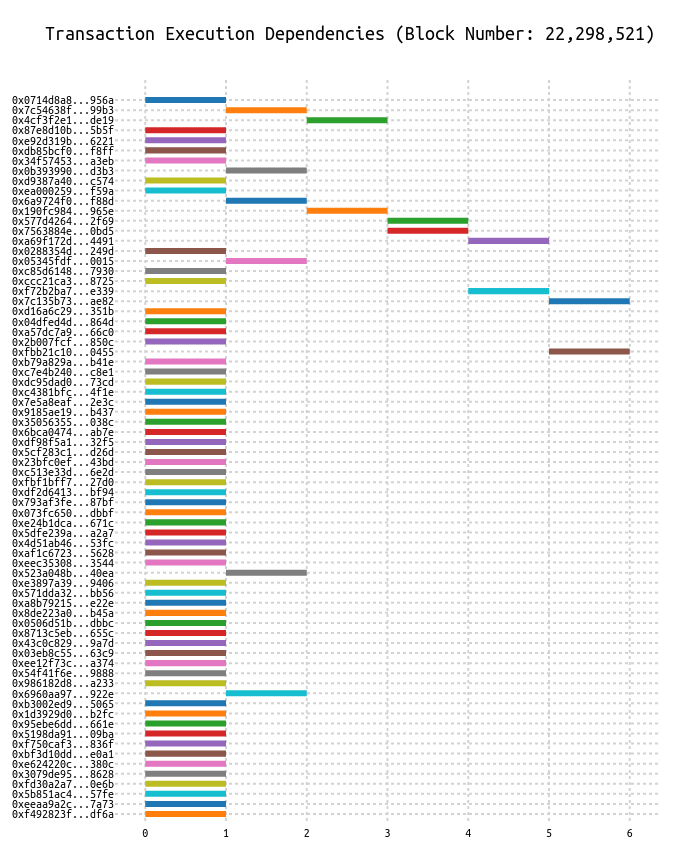 Transaction Execution Dependencies (Block Number: 22,298,521)
0x0714d8a8...956a
0x7c54638f...99b3
0x4cf3f2e1...de19
0x87e8d10b...5b5f
0xe92d319b...6221
0xdb85bcf0...f8ff
0x34f57453...a3eb
0x0b393990...d3b3
0xd9387a40...c574
0xea000259...f59a
0x6a9724f0...f88d
0x190fc984...965e
0x577d4264...2f69
0x7563884e...0bd5
0xa69f172d...4491
0x0288354d...249d
0x05345fdf...0015
0xc85d6148...7930
0xccc21ca3...8725
0xf72b2ba7...e339
0x7c135b73...ae82
0xd16a6c29...351b
0x04dfed4d...864d
0xa57dc7a9...66c0
0x2b007fcf...850c
0xfbb21c10...0455
0xb79a829a...b41e
0xc7e4b240...c8e1
0xdc95dad0...73cd
0xc4381bfc...4f1e
0x7e5a8eaf...2e3c
0x9185ae19...b437
0x35056355...038c
0x6bca0474...ab7e
0xdf98f5a1...32f5
0x5cf283c1...d26d
0x23bfc0ef...43bd
0xc513e33d...6e2d
0xfbf1bff7...27d0
0xdf2d6413...bf94
0x793af3fe...87bf
0x073fc650...dbbf
0xe24b1dca...671c
0x5dfe239a...a2a7
0x4d51ab46...53fc
0xaf1c6723...5628
0xeec35308...3544
0x523a048b...40ea
0xe3897a39...9406
0x571dda32...bb56
0xa8b79215...e22e
0x8de223a0...b45a
0x0506d51b...dbbc
0x8713c5eb...655c
0x43c0c829...9a7d
0x03eb8c55...63c9
0xee12f73c...a374
0x54f41f6e...9888
0x986182d8...a233
0x6960aa97...922e
0xb3002ed9...5065
0x1d3929d0...b2fc
0x95ebe6dd...661e
0x5198da91...09ba
0xf750caf3...836f
0xbf3d10dd...e0a1
0xe624220c...380c
0x3079de95...8628
0xfd30a2a7...0e6b
0x5b851ac4...57fe
0xeeaa9a2c...7a73
0xf492823f...df6a
0 1 2 3 4 5 6